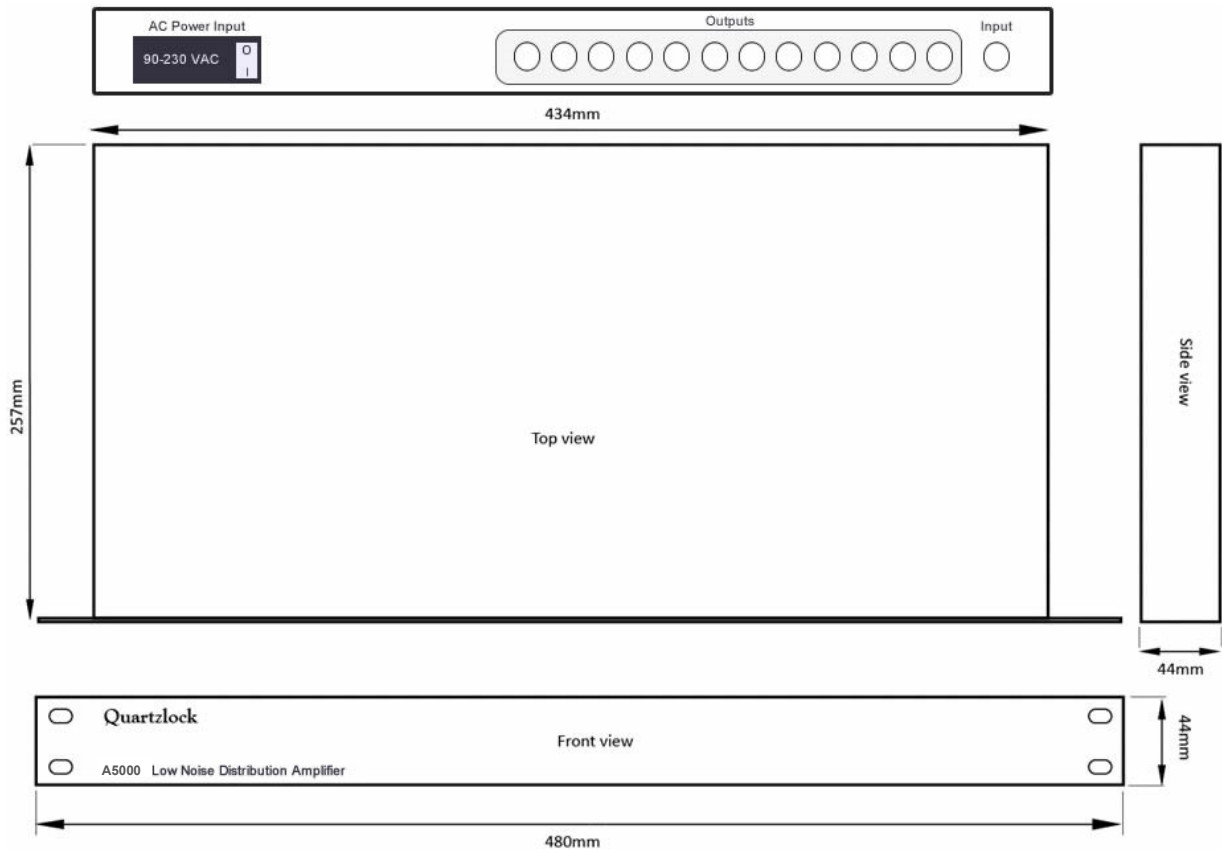 AC Power Input
90-230 VAC
O
I
Outputs
Input
434mm
257mm
Top view
Side view
44mm
Quartzlock
A5000 Low Noise Distribution Amplifier
Front view
44mm
480mm